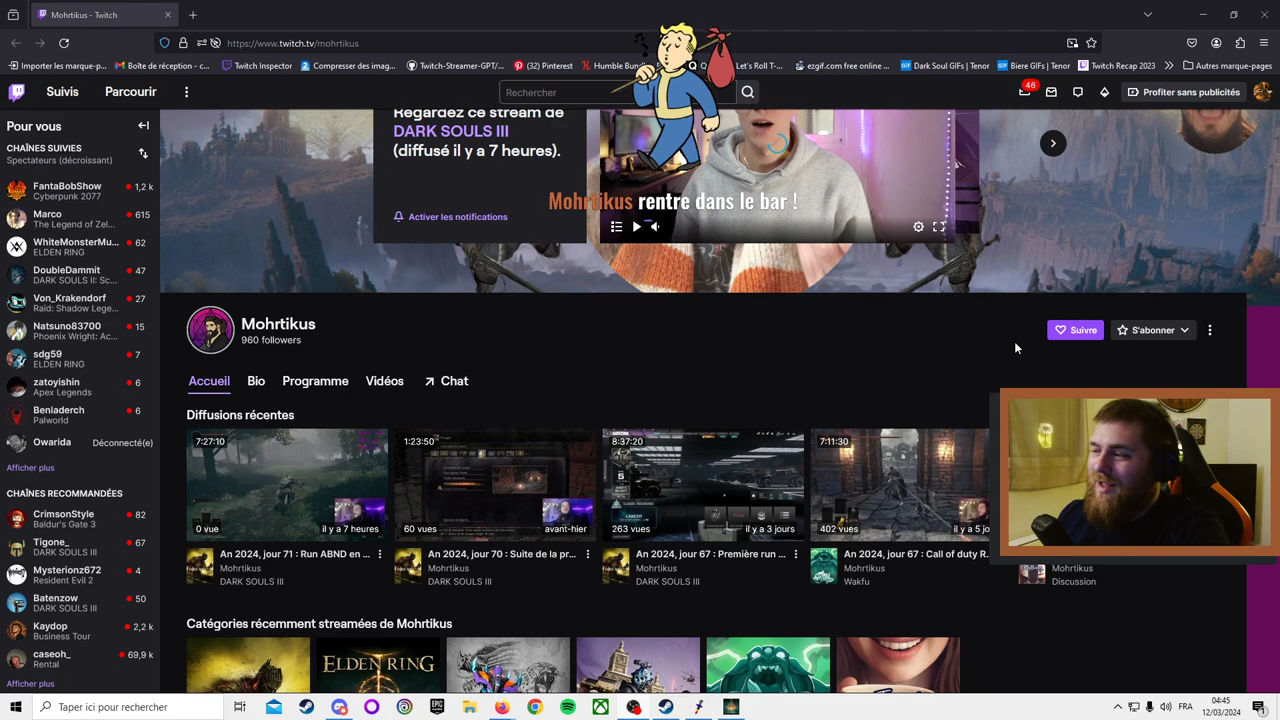 Mohrtikus - Twitch
https://www.twitch.tv/mohrtikus
Importer les marque-p...
Boîte de réception - c...
Twitch Inspector
Compresser des imag...
Twitch-Streamer-GPT/...
(32) Pinterest
Humble Bund
Let's Roll T-...
ezgif.com free online ...
Dark Soul GIFs | Tenor
Biere GIFs | Tenor
Twitch Recap 2023
Autres marque-pages
Suivis
Parcourir
Rechercher
46
Profiter sans publicités
Pour vous
CHAÎNES SUIVIES
Spectateurs (décroissant)
FantaBobShow
1,2 k
Cyberpunk 2077
Marco
615
The Legend of Zel...
WhiteMonsterMu...
62
ELDEN RING
DoubleDammit
47
DARK SOULS II: Sc...
Von_Krakendorf
27
Raid: Shadow Lege...
Natsuno83700
15
Phoenix Wright: Ac...
sdg59
7
ELDEN RING
zatoyishin
6
Apex Legends
Beniaderch
6
Palworld
Owarida
Déconnecté(e)
Afficher plus
CHAÎNES RECOMMANDÉES
CrimsonStyle
82
Baldur's Gate 3
Tigone_
67
DARK SOULS III
Mysterionz672
4
Resident Evil 2
Batenzow
50
DARK SOULS III
Kaydop
2,2 k
Business Tour
caseoh_
69,9 k
Rental
Afficher plus
Regardez ce stream de
DARK SOULS III
(diffusé il y a 7 heures).
Activer les notifications
Mohrtikus rentre dans le bar !
Mohrtikus
960 followers
Suivre
S'abonner
Accueil
Bio
Programme
Vidéos
Chat
Diffusions récentes
7:27:10
0 vue
il y a 7 heures
An 2024, jour 71 : Run ABND en ...
Mohrtikus
DARK SOULS III
1:23:50
60 vues
avant-hier
An 2024, jour 70 : Suite de la pr...
Mohrtikus
DARK SOULS III
8:37:20
LANCER
263 vues
il y a 3 jours
An 2024, jour 67 : Première run ...
Mohrtikus
DARK SOULS III
7:11:30
402 vues
il y a 5 jo
An 2024, jour 67 : Call of duty R..
Mohrtikus
Wakfu
Mohrtikus
Discussion
Catégories récemment streamées de Mohrtikus
ELDEN RING
Taper ici pour rechercher
FRA
04:45
12/03/2024